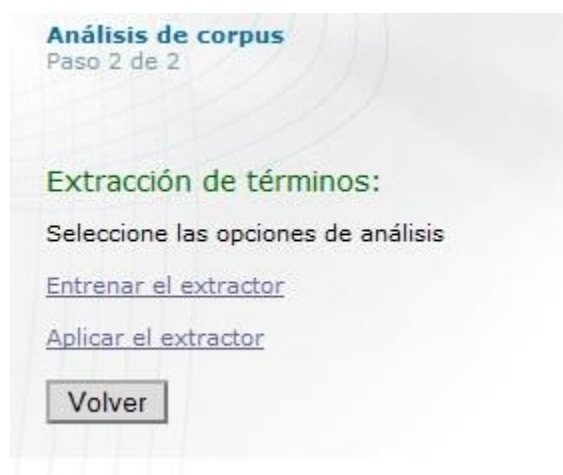 Análisis de corpus
Paso 2 de 2
Extracción de términos:
Seleccione las opciones de análisis
Entrenar el extractor
Aplicar el extractor
Volver